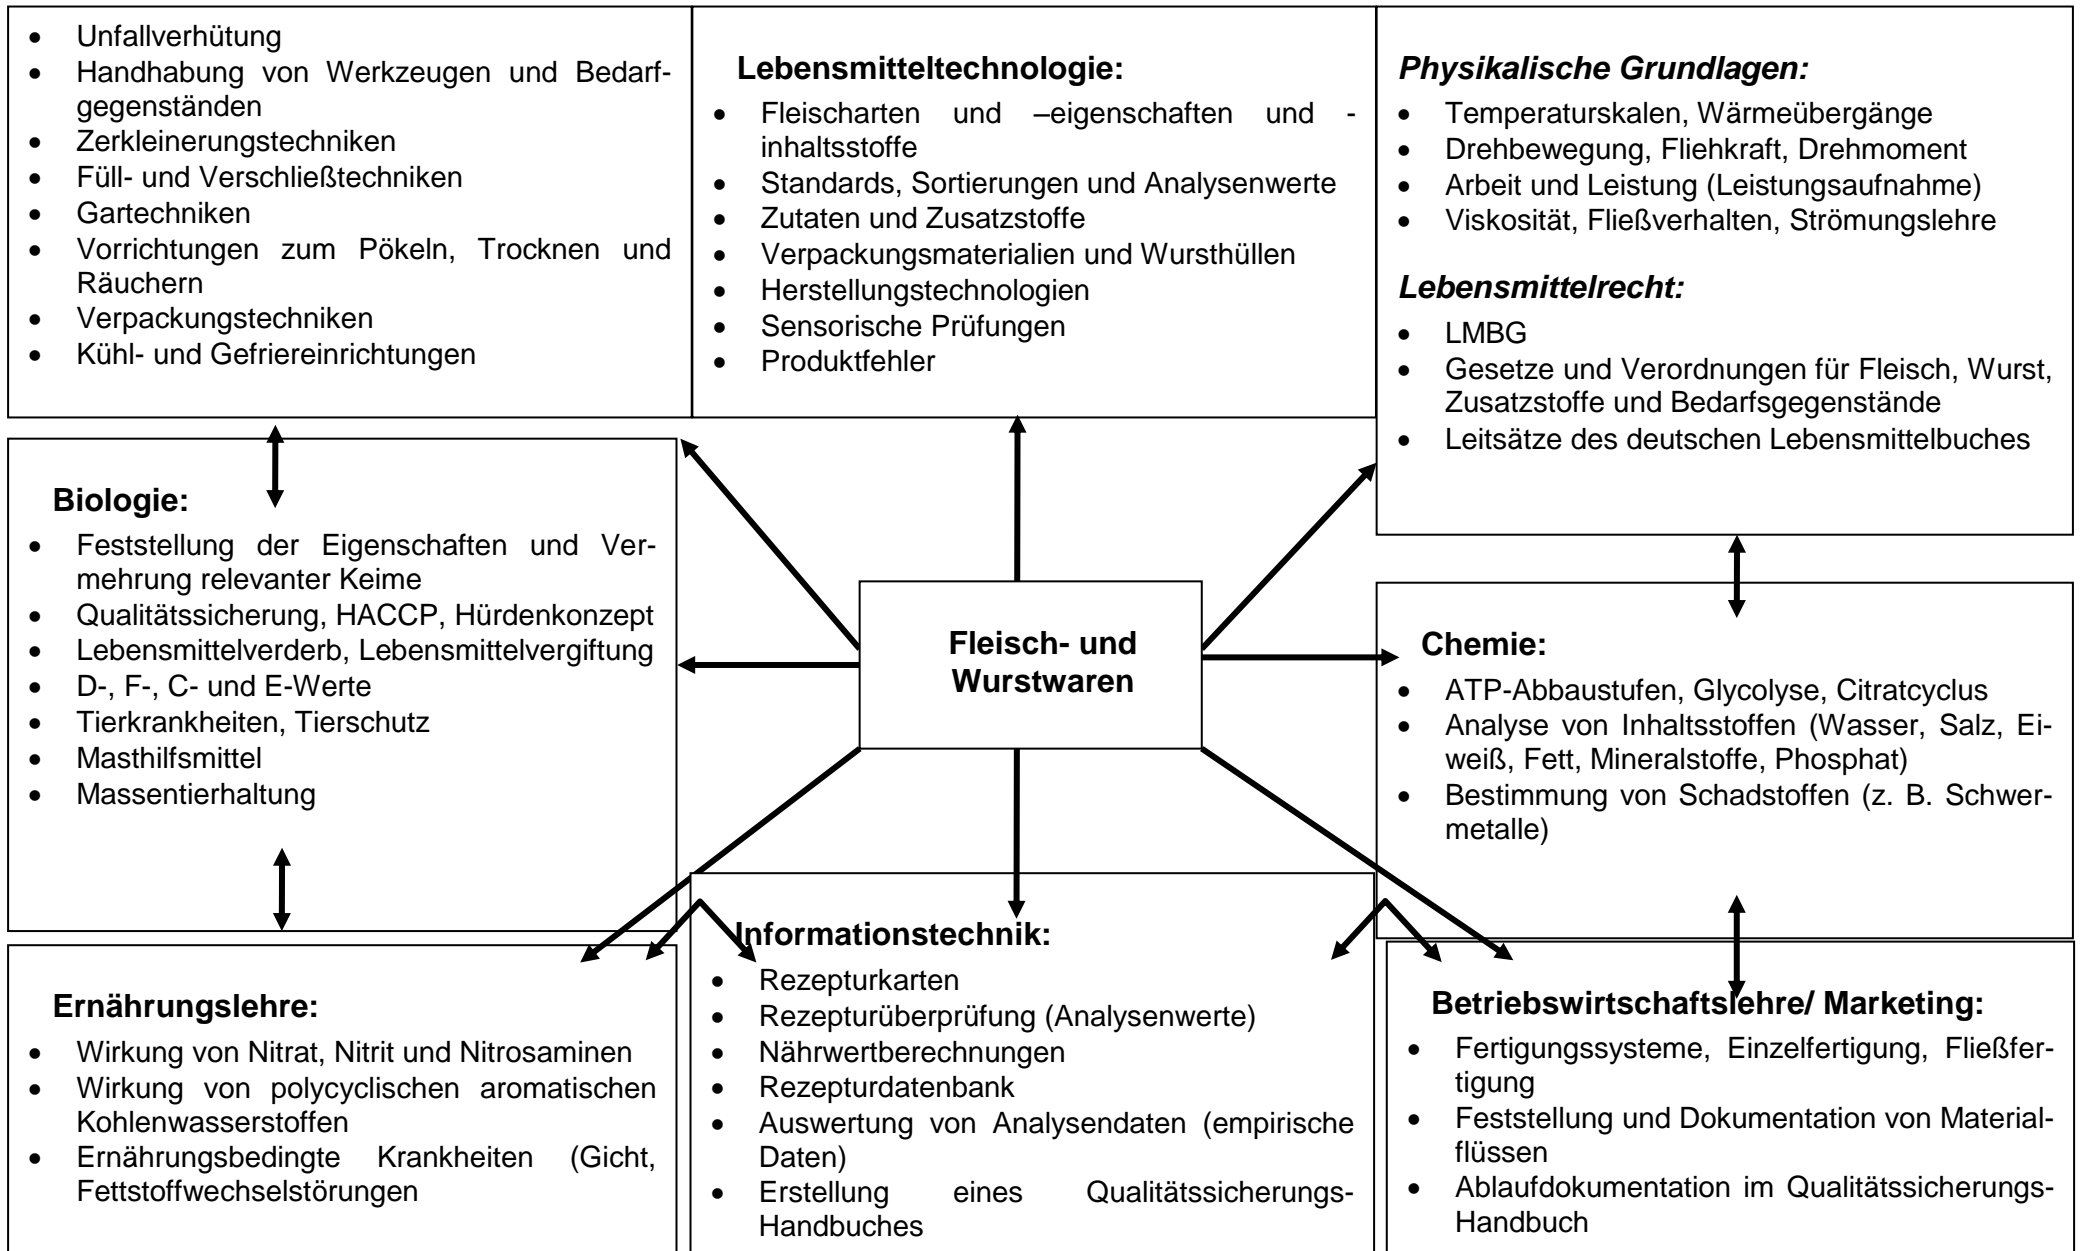 • Unfallverhütung
• Handhabung von Werkzeugen und Bedarf-
gegenständen
• Zerkleinerungstechniken
• Füll- und Verschließtechniken
• Gartechniken
• Vorrichtungen zum Pökeln, Trocknen und
Räuchern
• Verpackungstechniken
• Kühl- und Gefriereinrichtungen
Lebensmitteltechnologie:
• Fleischarten und –eigenschaften und -
inhaltsstoffe
• Standards, Sortierungen und Analysenwerte
• Zutaten und Zusatzstoffe
• Verpackungsmaterialien und Wursthüllen
• Herstellungstechnologien
• Sensorische Prüfungen
• Produktfehler
Physikalische Grundlagen:
• Temperaturskalen, Wärmeübergänge
• Drehbewegung, Fliehkraft, Drehmoment
• Arbeit und Leistung (Leistungsaufnahme)
• Viskosität, Fließverhalten, Strömungslehre
Lebensmittelrecht:
• LMBG
• Gesetze und Verordnungen für Fleisch, Wurst,
Zusatzstoffe und Bedarfsgegenstände
• Leitsätze des deutschen Lebensmittelbuches
Biologie:
• Feststellung der Eigenschaften und Ver-
mehrung relevanter Keime
• Qualitätssicherung, HACCP, Hürdenkonzept
• Lebensmittelverderb, Lebensmittelvergiftung
• D-, F-, C- und E-Werte
• Tierkrankheiten, Tierschutz
• Masthilfsmittel
• Massentierhaltung
Fleisch- und
Wurstwaren
Chemie:
• ATP-Abbaustufen, Glycolyse, Citratcyclus
• Analyse von Inhaltsstoffen (Wasser, Salz, Ei-
weiß, Fett, Mineralstoffe, Phosphat)
• Bestimmung von Schadstoffen (z. B. Schwer-
metalle)
Ernährungslehre:
• Wirkung von Nitrat, Nitrit und Nitrosaminen
• Wirkung von polycyclischen aromatischen
Kohlenwasserstoffen
• Ernährungsbedingte Krankheiten (Gicht,
Fettstoffwechselstörungen
Informationstechnik:
• Rezepturkarten
• Rezepturüberprüfung (Analysenwerte)
• Nährwertberechnungen
• Rezepturdatenbank
• Auswertung von Analysendaten (empirische
Daten)
• Erstellung eines Qualitätssicherungs-
Handbuches
Betriebswirtschaftslehre/ Marketing:
• Fertigungssysteme, Einzelfertigung, Fließfer-
tigung
• Feststellung und Dokumentation von Material-
flüssen
• Ablaufdokumentation im Qualitätssicherungs-
Handbuch